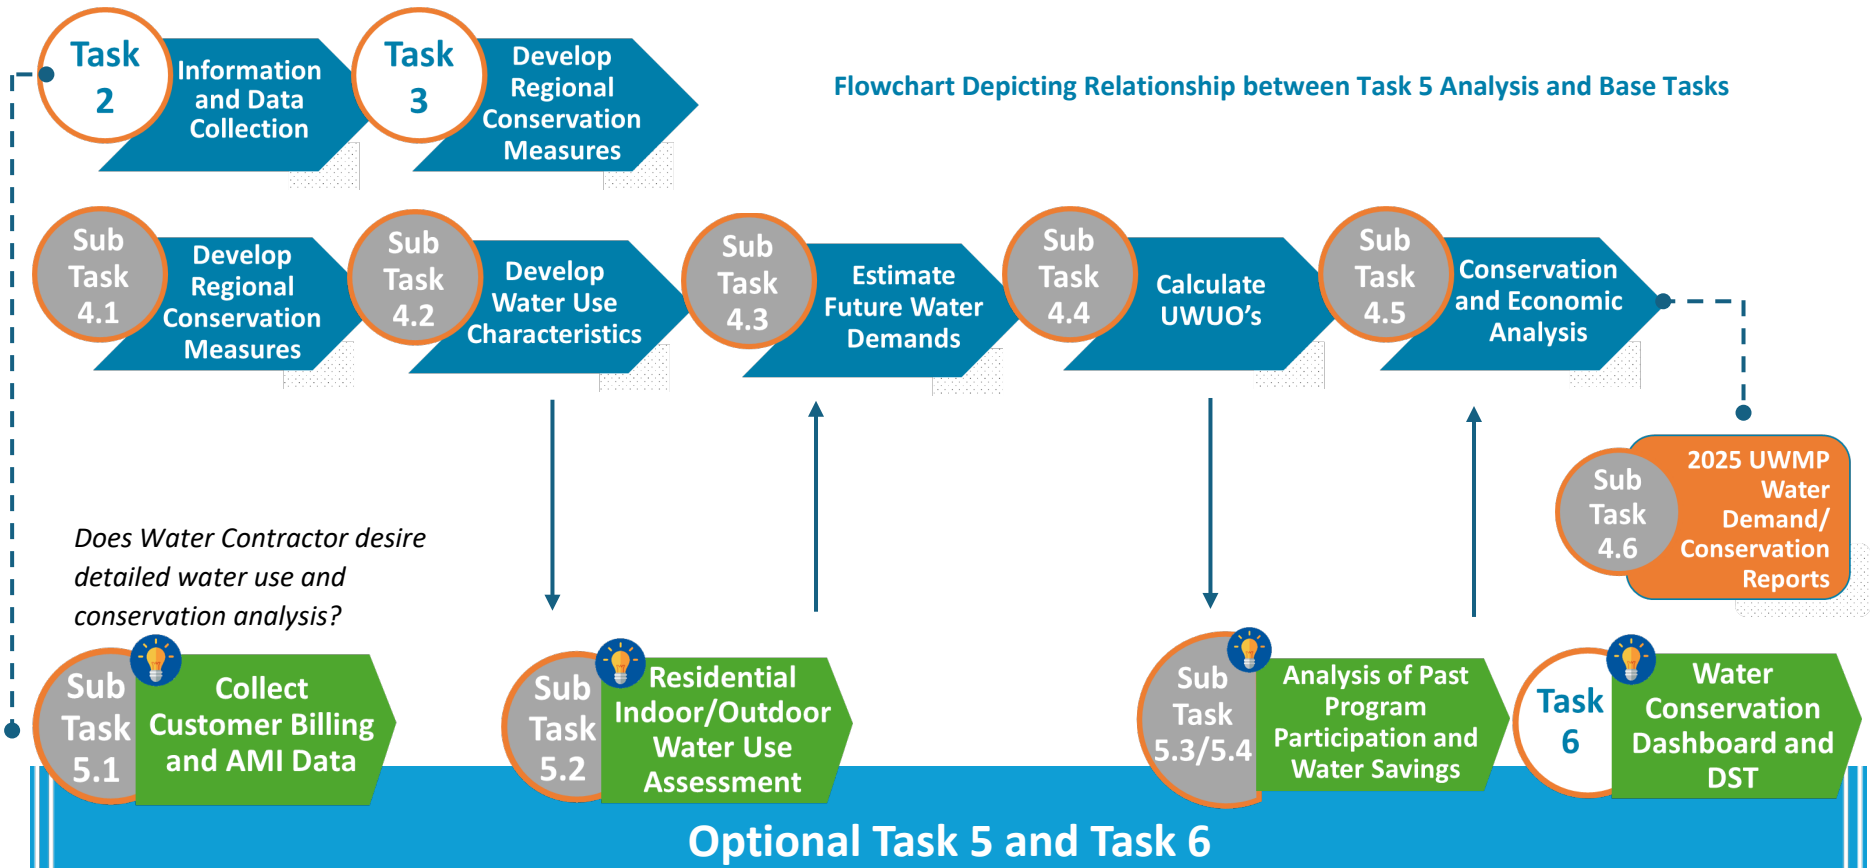 Task
2
Information
and Data
Collection
Task
3
Develop
Regional
Conservation
Measures
Flowchart Depicting Relationship between Task 5 Analysis and Base Tasks
Sub
Task
4.1
Develop
Regional
Conservation
Measures
Sub
Task
4.2
Develop
Water Use
Characteristics
Sub
Task
4.3
Estimate
Future Water
Demands
Sub
Task
4.4
Calculate
UWUO’s
Sub
Task
4.5
Conservation
and Economic
Analysis
Sub
Task
4.6
2025 UWMP
Water
Demand/
Conservation
Reports
Does Water Contractor desire
detailed water use and
conservation analysis?
Sub
Task
5.1
Collect
Customer Billing
and AMI Data
Sub
Task
5.2
Residential
Indoor/Outdoor
Water Use
Assessment
Sub
Task
5.3/5.4
Analysis of Past
Program
Participation and
Water Savings
Task
6
Water
Conservation
Dashboard and
DST
Optional Task 5 and Task 6